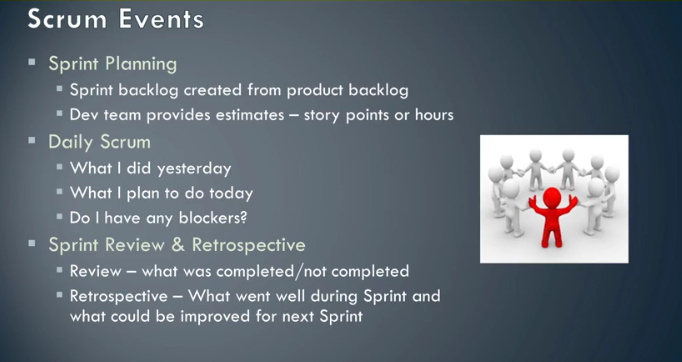 Scrum Events
Sprint Planning
Sprint backlog created from product backlog
Dev team provides estimates – story points or hours
Daily Scrum
What I did yesterday
What I plan to do today
Do I have any blockers?
Sprint Review & Retrospective
Review – what was completed/not completed
Retrospective – What went well during Sprint and
what could be improved for next Sprint